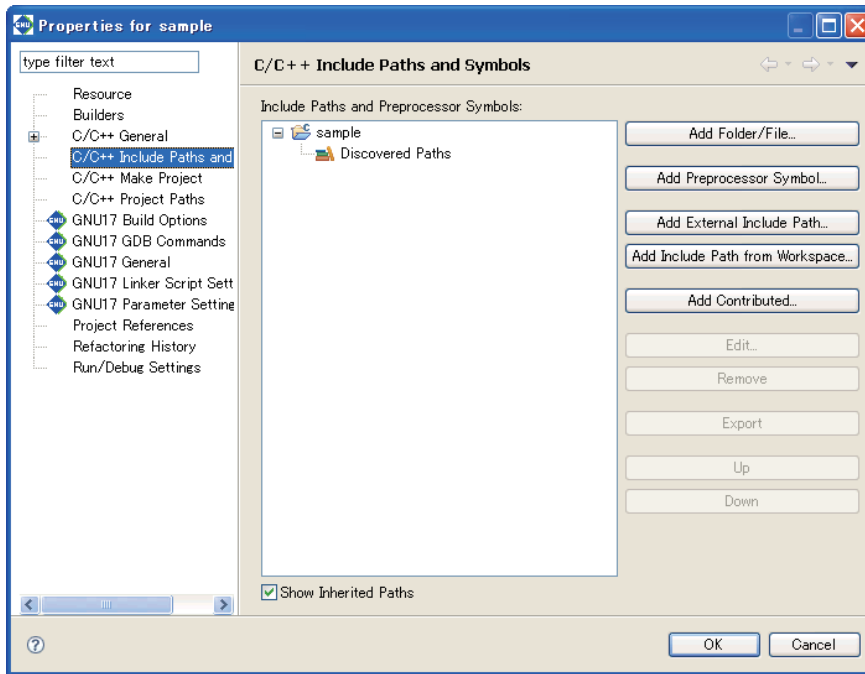 Properties for sample
type filter text
Resource
Builders
C/C++ General
C/C++ Include Paths and
C/C++ Make Project
C/C++ Project Paths
GNU17 Build Options
GNU17 GDB Commands
GNU17 General
GNU17 Linker Script Sett
GNU17 Parameter Setting
Project References
Refactoring History
Run/Debug Settings
C/C++ Include Paths and Symbols
Include Paths and Preprocessor Symbols:
sample
Discovered Paths
Show Inherited Paths
Add Folder/File...
Add Preprocessor Symbol...
Add External Include Path...
Add Include Path from Workspace...
Add Contributed...
Edit...
Remove
Export
Up
Down
OK
Cancel